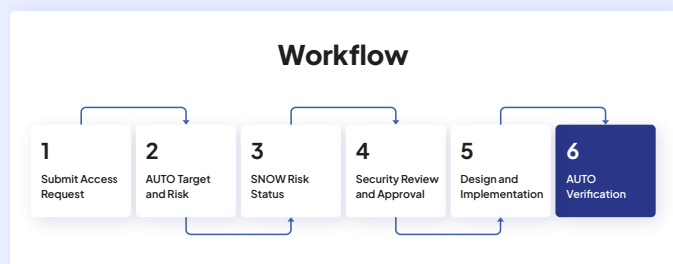 Workflow
1
Submit Access
Request
2
AUTO Target
and Risk
3
SNOW Risk
Status
4
Security Review
and Approval
5
Design and
Implementation
6
AUTO
Verification